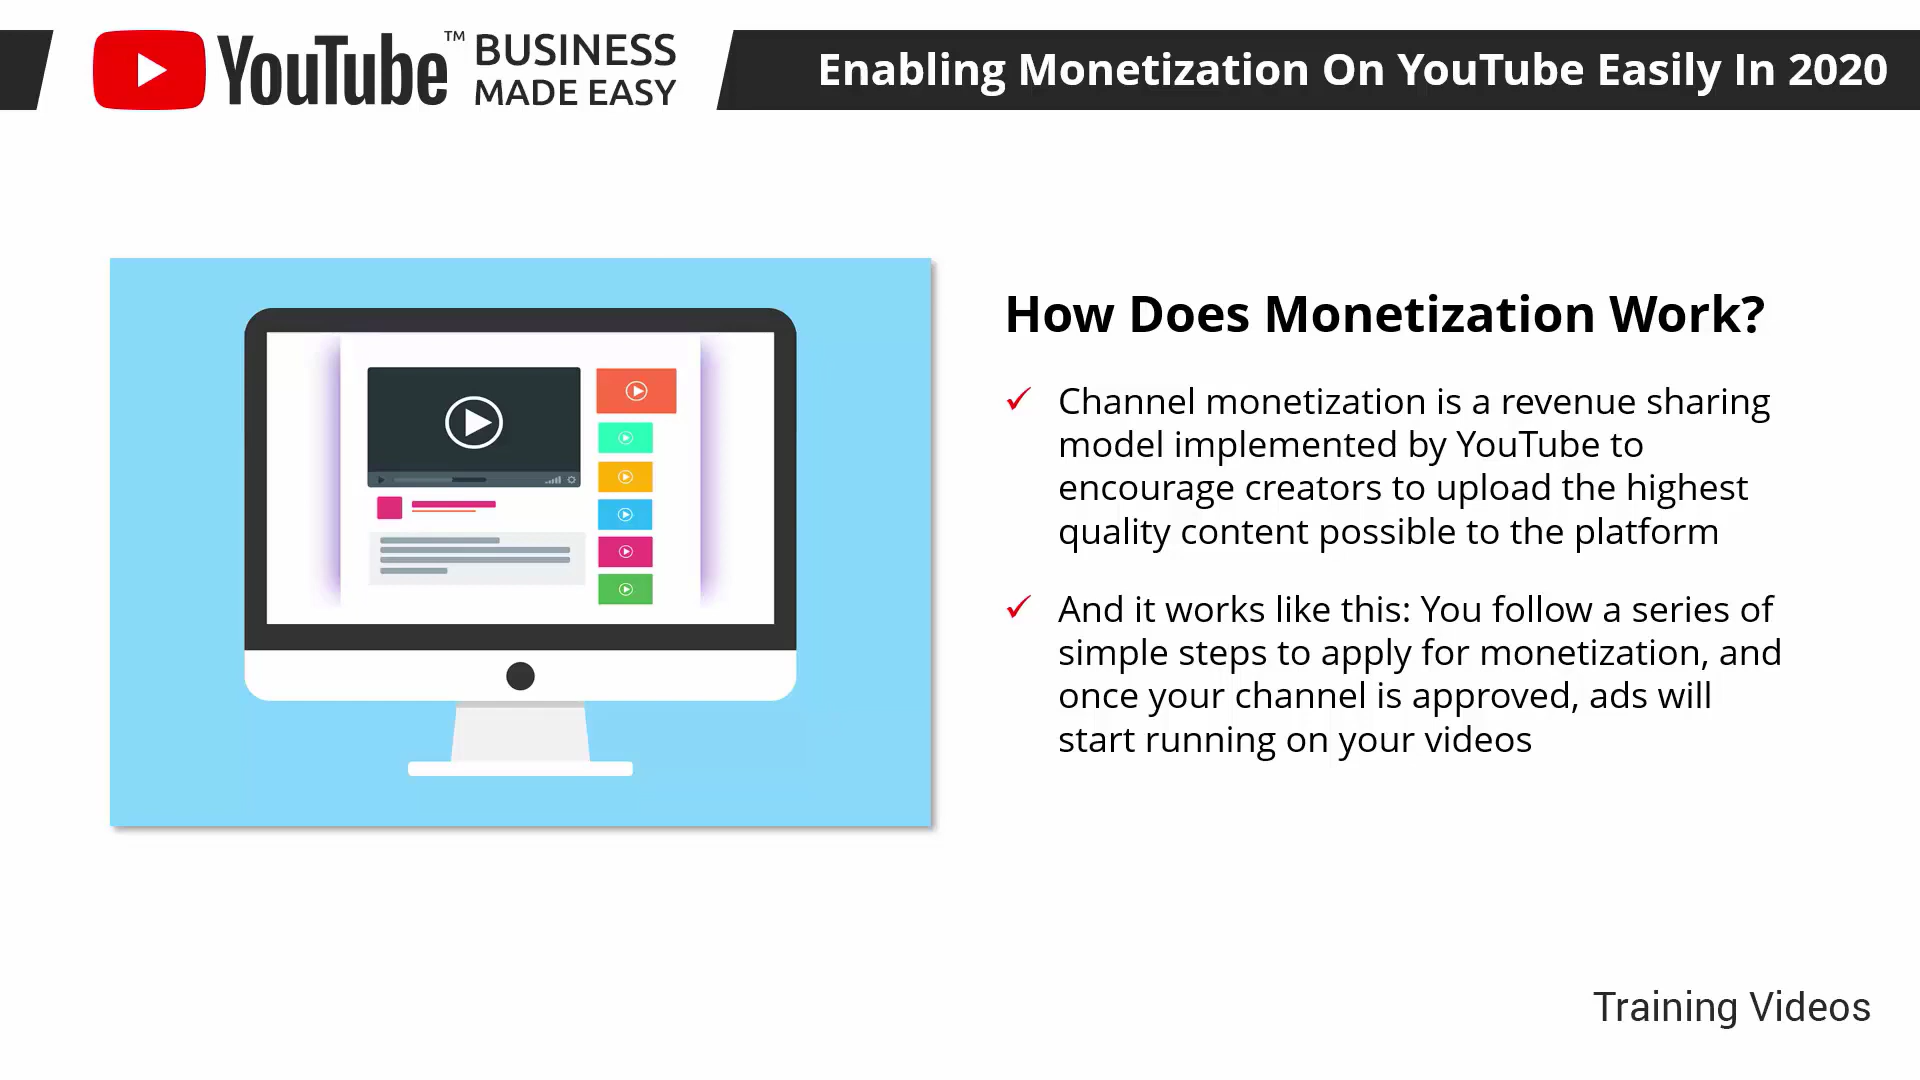 YouTube™ BUSINESS
MADE EASY
Enabling Monetization On YouTube Easily In 2020
How Does Monetization Work?
Channel monetization is a revenue sharing
model implemented by YouTube to
encourage creators to upload the highest
quality content possible to the platform
And it works like this: You follow a series of
simple steps to apply for monetization, and
once your channel is approved, ads will
start running on your videos
Training Videos